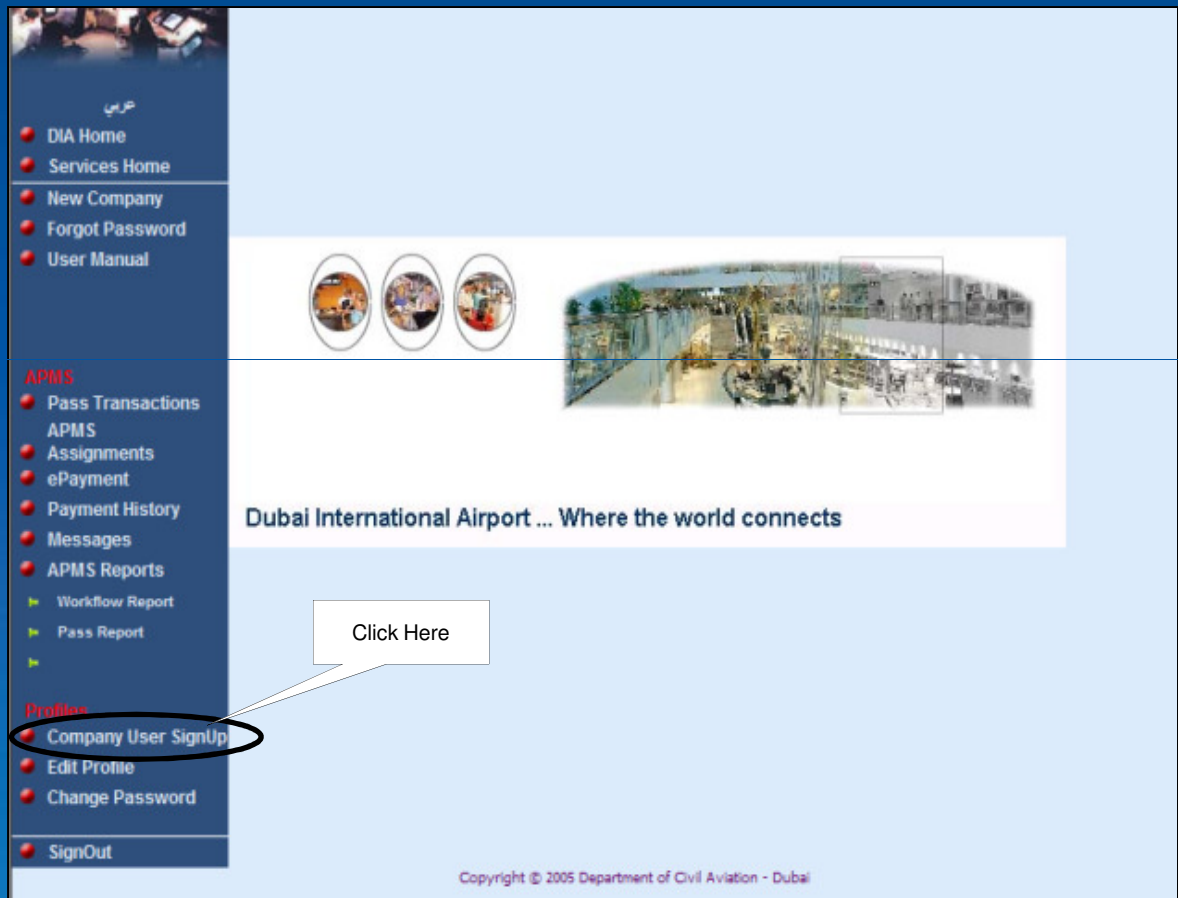 عربي
DIA Home
Services Home
New Company
Forgot Password
User Manual
APMS
Pass Transactions
APMS
Assignments
ePayment
Payment History
Messages
APMS Reports
Workflow Report
Pass Report
Profiles
Company User SignUp
Edit Profile
Change Password
SignOut
Dubai International Airport ... Where the world connects
Click Here
Copyright © 2005 Department of Civil Aviation - Dubai